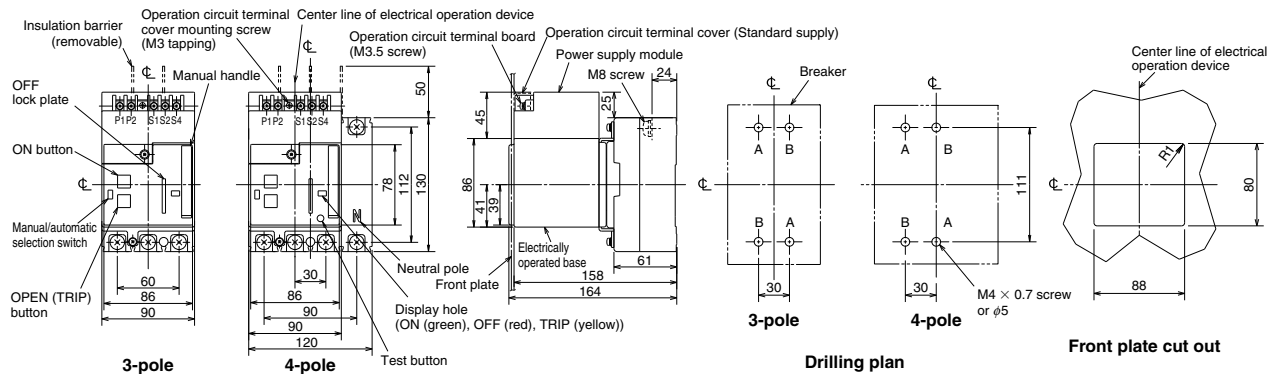 Insulation barrier
(removable)
OFF
lock plate
ON button
Manual/automatic
selection switch
OPEN (TRIP)
button
Operation circuit terminal
cover mounting screw
(M3 tapping)
℄
Manual handle
P1 P2 S1 S2 S4
℄
60
86
90
3-pole
Center line of electrical operation device
℄
Operation circuit terminal board
(M3.5 screw)
P1 P2 S1 S2 S4
50
78
112
130
N
30
86
90
90
120
Neutral pole
Display hole
(ON (green), OFF (red), TRIP (yellow))
Test button
4-pole
Operation circuit terminal cover (Standard supply)
Power supply module
M8 screw
24
25
45
86
41
39
Electrically
operated base
Front plate
61
158
164
℄
Breaker
A B
B A
30
3-pole
℄
A B
B A
111
30
M4 × 0.7 screw
or ϕ5
4-pole
Drilling plan
Center line of electrical
operation device
℄
R1
80
88
Front plate cut out